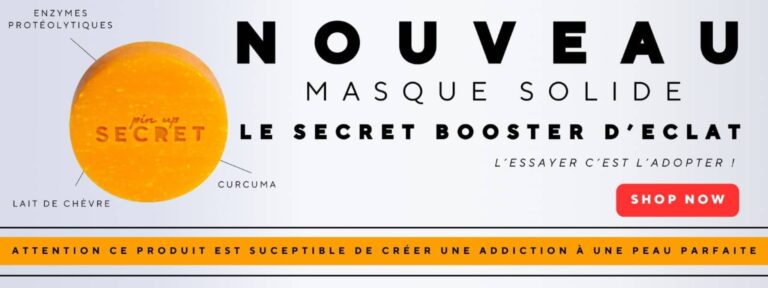 ENZYMES
PROTÉOLYTIQUES
pin up
SECRET
CURCUMA
LAIT DE CHÈVRE
NOUVEAU
MASQUE SOLIDE
LE SECRET BOOSTER D'ECLAT
L'ESSAYER C'EST L'ADOPTER !
SHOP NOW
ATTENTION CE PRODUIT EST SUCEPTIBLE DE CRÉER UNE ADDICTION À UNE PEAU PARFAITE